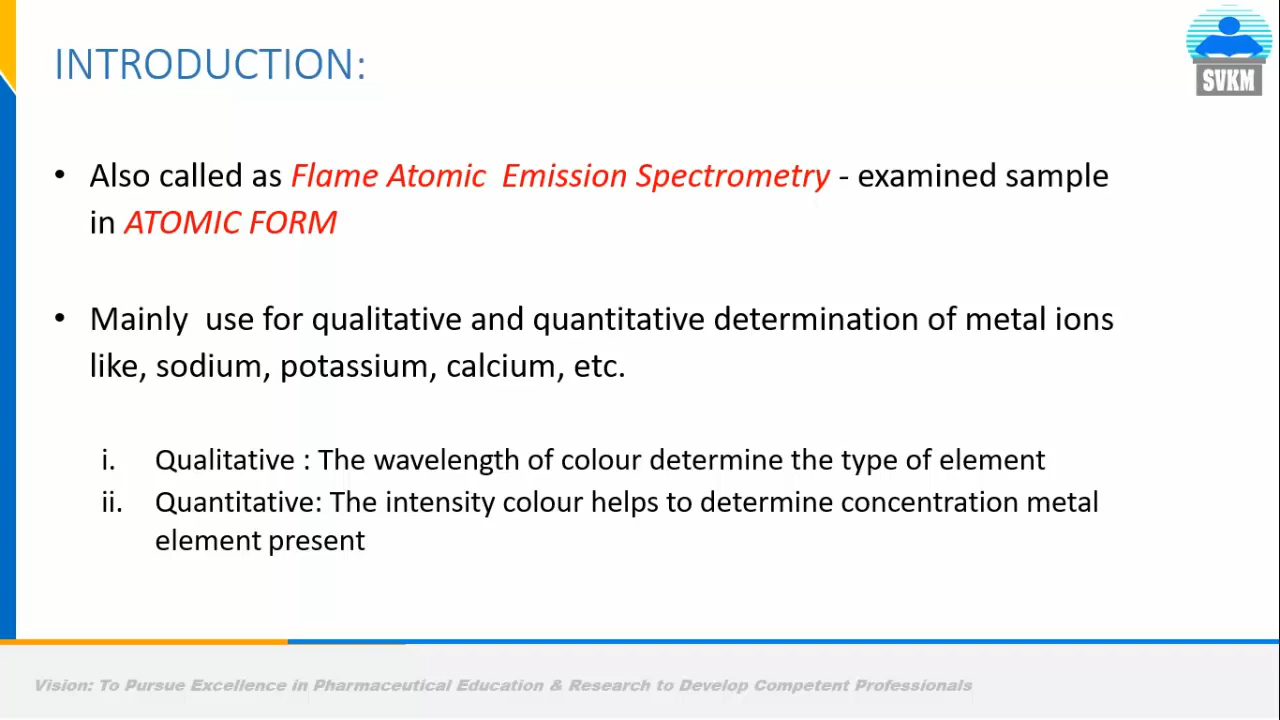 INTRODUCTION:
SVKM
• Also called as Flame Atomic Emission Spectrometry - examined sample
in ATOMIC FORM
• Mainly use for qualitative and quantitative determination of metal ions
like, sodium, potassium, calcium, etc.
i. Qualitative : The wavelength of colour determine the type of element
ii. Quantitative: The intensity colour helps to determine concentration metal
element present
Vision: To Pursue Excellence in Pharmaceutical Education & Research to Develop Competent Professionals